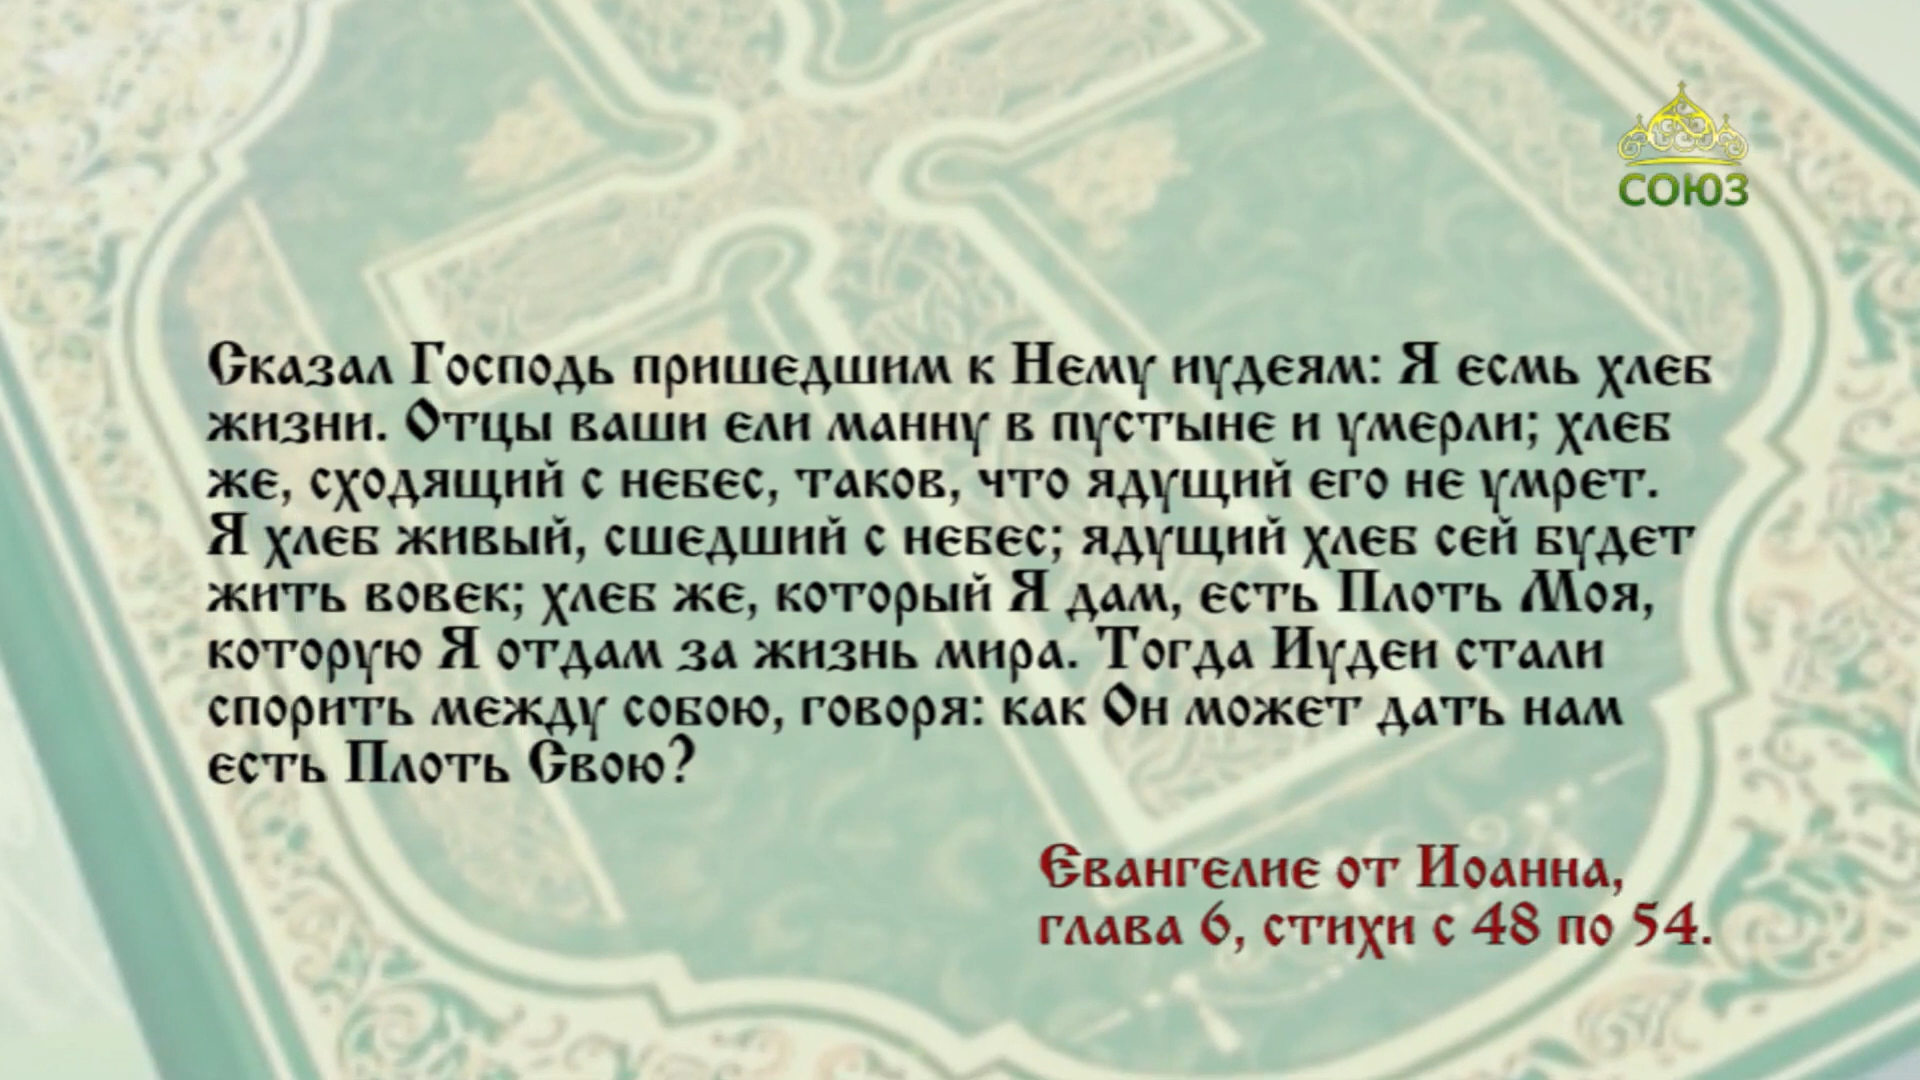 СОЮЗ
Сказал Господь пришедшим к Нему иудеям: Я есмь хлеб
жизни. Отцы ваши ели манну в пустыне и умерли; хлеб
же, сходящий с небес, таков, что ядущий его не умрет.
Я хлеб живый, сшедший с небес; ядущий хлеб сей будет
жить вовек; хлеб же, который Я дам, есть Плоть Моя,
которую Я отдам за жизнь мира. Тогда Иудеи стали
спорить между собою, говоря: как Он может дать нам
есть Плоть Свою?
Евангелие от Иоанна,
глава 6, стихи с 48 по 54.